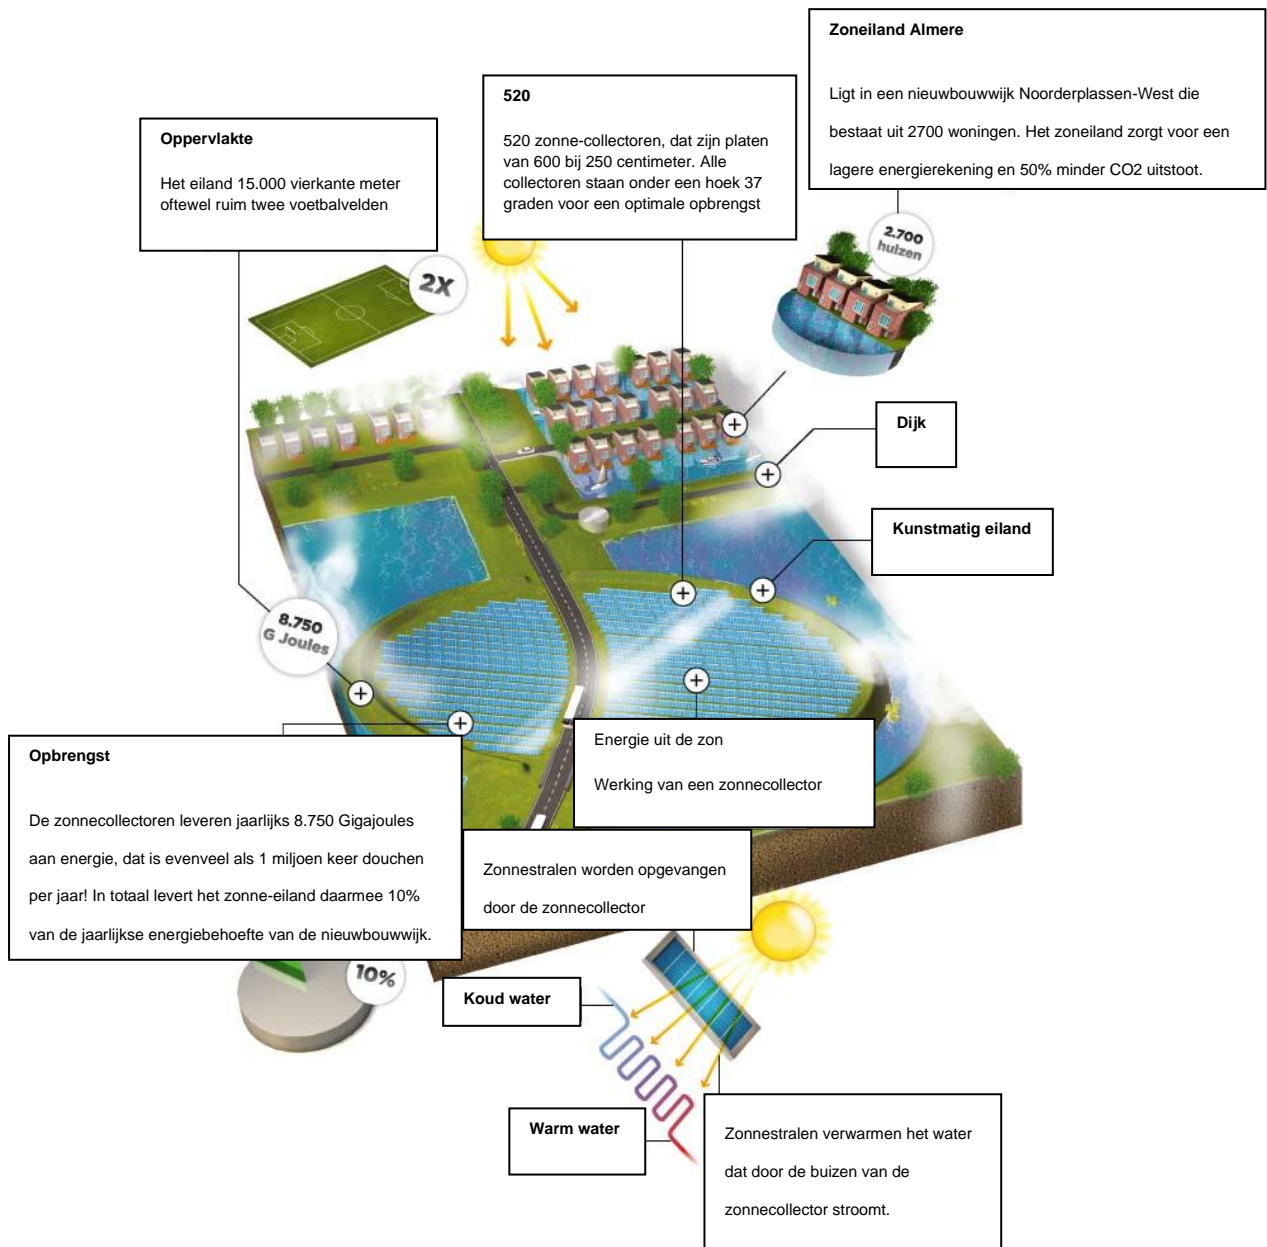 Zoneiland Almere
Ligt in een nieuwbouwwijk Noorderplassen-West die
bestaat uit 2700 woningen. Het zoneiland zorgt voor een
lagere energierekening en 50% minder CO2 uitstoot.
520
520 zonne-collectoren, dat zijn platen
van 600 bij 250 centimeter. Alle
collectoren staan onder een hoek 37
graden voor een optimale opbrengst
Oppervlakte
Het eiland 15.000 vierkante meter
oftewel ruim twee voetbalvelden
2.700
huizen
2X
Dijk
Kunstmatig eiland
8.750
G Joules
Energie uit de zon
Werking van een zonnecollector
Opbrengst
De zonnecollectoren leveren jaarlijks 8.750 Gigajoules
aan energie, dat is evenveel als 1 miljoen keer douchen
per jaar! In totaal levert het zonne-eiland daarmee 10%
van de jaarlijkse energiebehoefte van de nieuwbouwwijk.
Zonnestralen worden opgevangen
door de zonnecollector
10%
Koud water
Warm water
Zonnestralen verwarmen het water
dat door de buizen van de
zonnecollector stroomt.